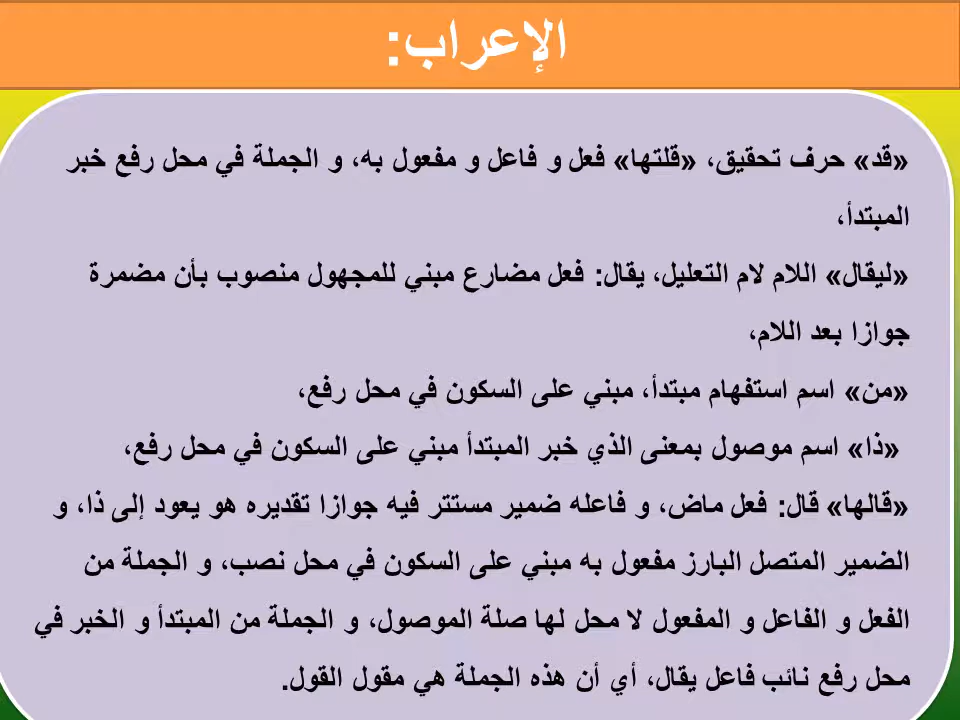 الإعراب:
«قد» حرف تحقيق، «قلتها» فعل و فاعل و مفعول به، و الجملة في محل رفع خبر
المبتدأ،
«ليقال» اللام لام التعليل، يقال: فعل مضارع مبني للمجهول منصوب بأن مضمرة
جوازا بعد اللام،
«من» اسم استفهام مبتدأ، مبني على السكون في محل رفع،
«ذا» اسم موصول بمعنى الذي خبر المبتدأ مبني على السكون في محل رفع،
«قالها» قال: فعل ماض، و فاعله ضمير مستتر فيه جوازا تقديره هو يعود إلى ذا، و
الضمير المتصل البارز مفعول به مبني على السكون في محل نصب، و الجملة من
الفعل و الفاعل و المفعول لا محل لها صلة الموصول، و الجملة من المبتدأ و الخبر في
محل رفع نائب فاعل يقال، أي أن هذه الجملة هي مقول القول.